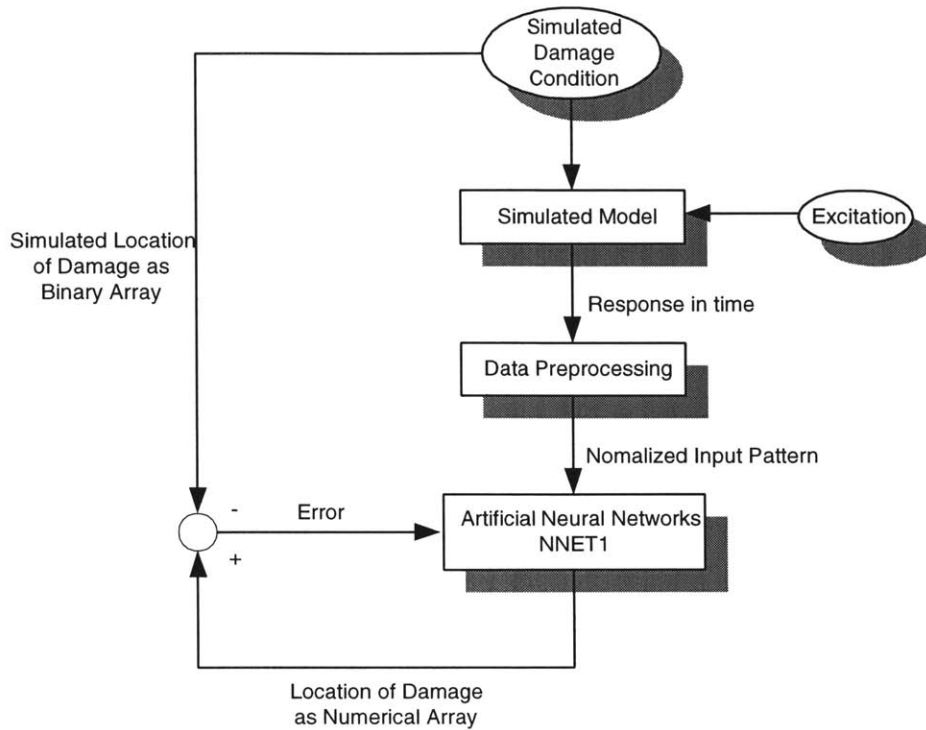 Simulated
Damage
Condition
Simulated Model
Excitation
Simulated Location
of Damage as
Binary Array
Response in time
Data Preprocessing
Nomalized Input Pattern
-
Error
+
Artificial Neural Networks
NNET1
Location of Damage
as Numerical Array